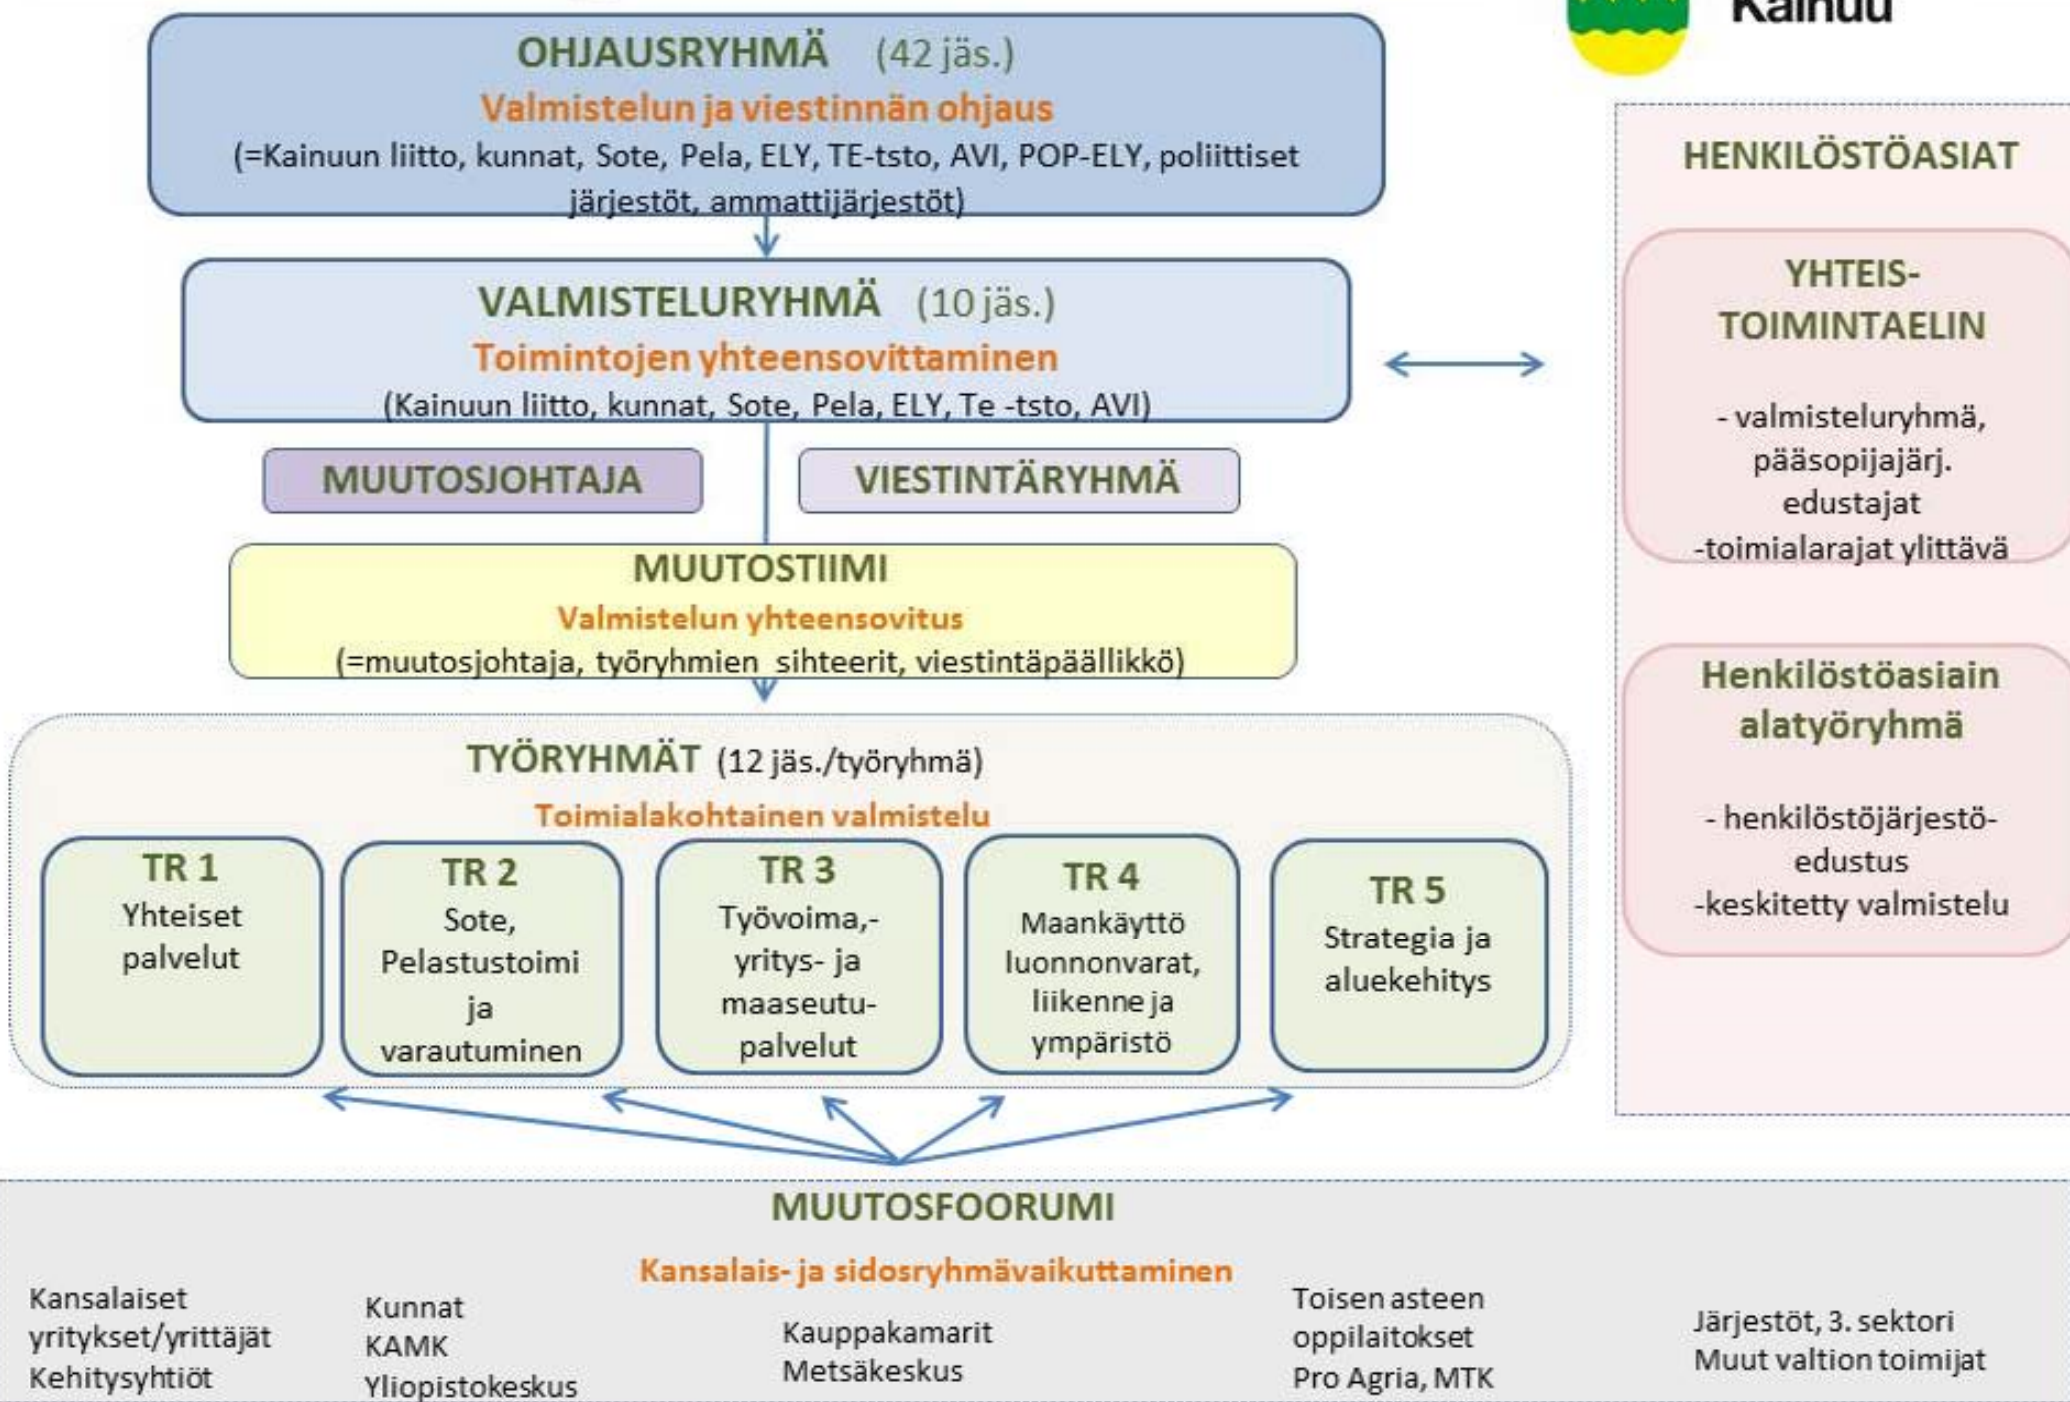 Kainuu
OHJAUSRYHMÄ (42 jäs.)
Valmistelun ja viestinnän ohjaus
(=Kainuun liitto, kunnat, Sote, Pela, ELY, TE-tsto, AVI, POP-ELY, poliittiset
järjestöt, ammattijärjestöt)
VALMISTELURYHMÄ (10 jäs.)
Toimintojen yhteensovittaminen
(Kainuun liitto, kunnat, Sote, Pela, ELY, Te -tsto, AVI)
MUUTOSJOHTAJA
VIESTINTÄRYHMÄ
MUUTOSTIIMI
Valmistelun yhteensovitus
(=muutosjohtaja, työryhmien sihteerit, viestintäpäällikkö)
TYÖRYHMÄT (12 jäs./työryhmä)
Toimialakohtainen valmistelu
TR 1
Yhteiset
palvelut
TR 2
Sote,
Pelastustoimi
ja
varautuminen
TR 3
Työvoima,-
yritys- ja
maaseutu-
palvelut
TR 4
Maankäyttö
luonnonvarat,
liikenne ja
ympäristö
TR 5
Strategia ja
aluekehitys
HENKILÖSTÖASIAT
YHTEIS-
TOIMINTAELIN
- valmisteluryhmä,
pääsopijajärj.
edustajat
-toimialarajat ylittävä
Henkilöstöasiain
alatyöryhmä
- henkilöstöjärjestö-
edustus
-keskitetty valmistelu
MUUTOSFOORUMI
Kansalais- ja sidosryhmävaikuttaminen
Kansalaiset
yritykset/yrittäjät
Kehitysyhtiöt
Kunnat
KAMK
Yliopistokeskus
Kauppakamarit
Metsäkeskus
Toisen asteen
oppilaitokset
Pro Agria, MTK
Järjestöt, 3. sektori
Muut valtion toimijat